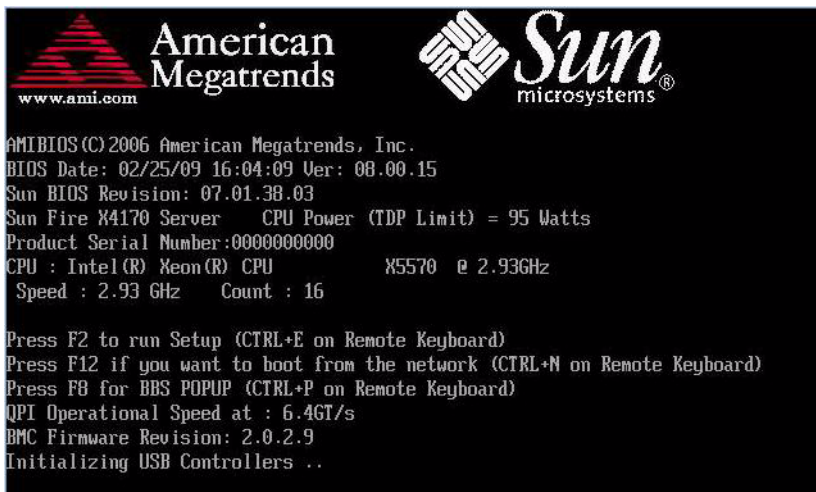 American
Megatrends
www.ami.com
Sun®
microsystems
AMIBIOS(C)2006 American Megatrends, Inc.
BIOS Date: 02/25/09 16:04:09 Ver: 08.00.15
Sun BIOS Revision: 07.01.38.03
Sun Fire X4170 Server CPU Power (TDP Limit) = 95 Watts
Product Serial Number:0000000000
CPU : Intel(R) Xeon(R) CPU X5570 @ 2.93GHz
Speed : 2.93 GHz Count : 16
Press F2 to run Setup (CTRL+E on Remote Keyboard)
Press F12 if you want to boot from the network (CTRL+N on Remote Keyboard)
Press F8 for BBS POPUP (CTRL+P on Remote Keyboard)
QPI Operational Speed at : 6.4GT/s
BMC Firmware Revision: 2.0.2.9
Initializing USB Controllers ..